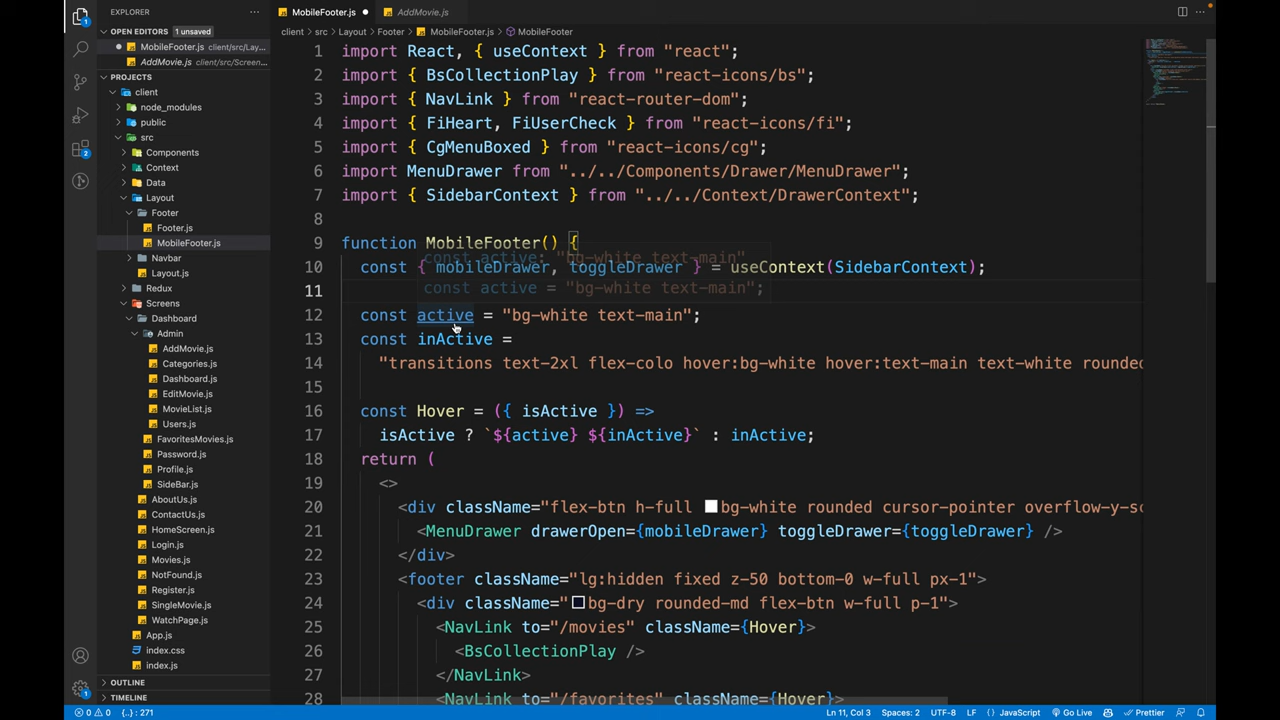 EXPLORER
···
MobileFooter.js
AddMovie.js
OPEN EDITORS 1 unsaved
MobileFooter.js client/src/Lay...
AddMovie.js client/src/Screen...
PROJECTS
client
node_modules
public
src
Components
Context
Data
Layout
Footer
Footer.js
MobileFooter.js
Navbar
Layout.js
Redux
Screens
Dashboard
Admin
AddMovie.js
Categories.js
Dashboard.js
EditMovie.js
MovieList.js
Users.js
FavoritesMovies.js
Password.js
Profile.js
SideBar.js
AboutUs.js
ContactUs.js
HomeScreen.js
Login.js
Movies.js
NotFound.js
Register.js
SingleMovie.js
WatchPage.js
App.js
index.css
index.js
OUTLINE
TIMELINE
client > src > Layout > Footer > MobileFooter.js > MobileFooter
1 import React, { useContext } from "react";
2 import { BsCollectionPlay } from "react-icons/bs";
3 import { NavLink } from "react-router-dom";
4 import { FiHeart, FiUserCheck } from "react-icons/fi";
5 import { CgMenuBoxed } from "react-icons/cg";
6 import MenuDrawer from "../../Components/Drawer/MenuDrawer";
7 import { SidebarContext } from "../../Context/DrawerContext";
8
9 function MobileFooter() {
const active: "bg-white text-main"
10 const { mobileDrawer, toggleDrawer } = useContext(SidebarContext);
const active = "bg-white text-main";
11
12 const active = "bg-white text-main";
13 const inActive =
14 "transitions text-2xl flex-colo hover:bg-white hover:text-main text-white rounded
15
16 const Hover = ({ isActive }) =>
17 isActive ? `${active} ${inActive}` : inActive;
18 return (
19 <>
20 <div className="flex-btn h-full bg-white rounded cursor-pointer overflow-y-sc
21 <MenuDrawer drawerOpen={mobileDrawer} toggleDrawer={toggleDrawer} />
22 </div>
23 <footer className="lg:hidden fixed z-50 bottom-0 w-full px-1">
24 <div className="bg-dry rounded-md flex-btn w-full p-1">
25 <NavLink to="/movies" className={Hover}>
26 <BsCollectionPlay />
27 </NavLink>
28 <NavLink to="/favorites" className={Hover}>
0 0 {..}: 271
Ln 11, Col 3 Spaces: 2 UTF-8 LF {} JavaScript Go Live Prettier